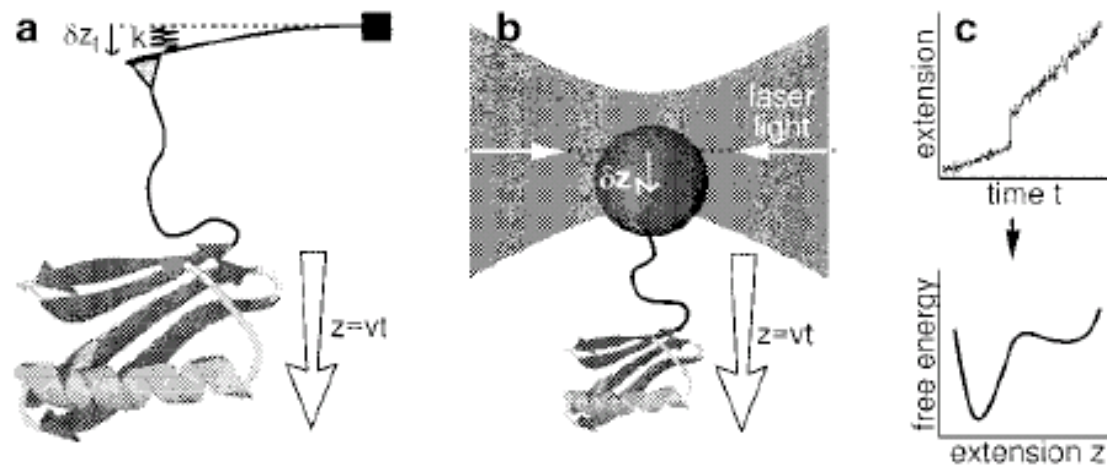 a
δz₁
k
z=vt
b
laser
light
δz
z=vt
c
extension
time t
free energy
extension z